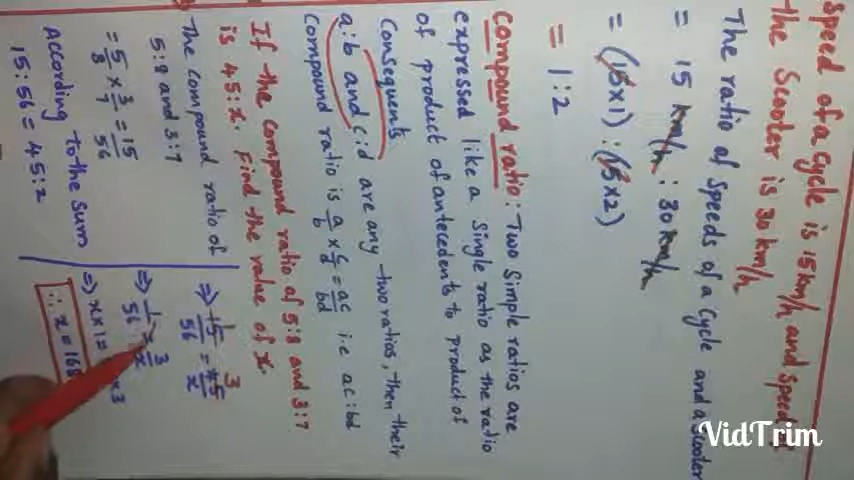 speed of a cycle is 15 km/h and speed of
the Scooter is 30 km/h
The ratio of speeds of a cycle and a scooter
= 15 km/h : 30 km/h
= (15×1) : (15×2)
= 1:2
Compound ratio: Two Simple ratios are
expressed like a single ratio as the ratio
of product of antecedents to product of
Consequents
a:b and c:d are any two ratios, then their
Compound ratio is a/b × c/d = ac/bd i.e ac:bd
If the compound ratio of 5:8 and 3:7
is 45:x. Find the value of x.
The compound ratio of
5:8 and 3:7
= 5/8 × 3/7 = 15/56
According to the sum
15:56 = 45:x
⇒ 15/56 = 45/x
1 3
⇒ 1/56 = 3/x
⇒ x×1 = ×3
∴ x = 168
VidTrim